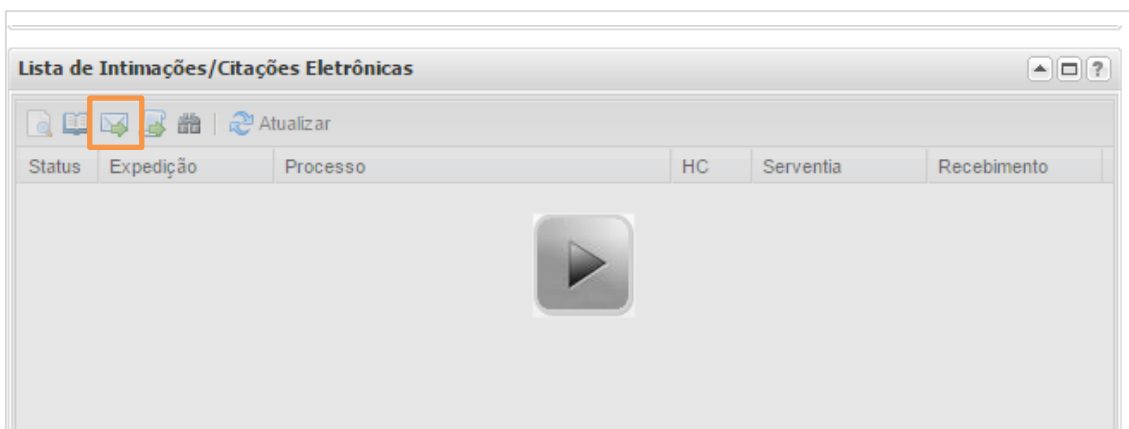 Lista de Intimações/Citações Eletrônicas ?
Atualizar
Status Expedição Processo HC Serventia Recebimento